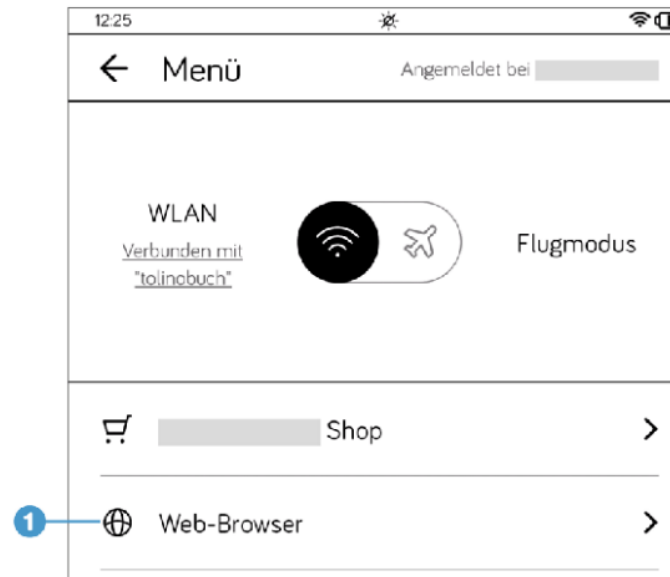 12:25
Menü
Angemeldet bei
WLAN
Verbunden mit
"tolinobuch"
Flugmodus
Shop
1
Web-Browser